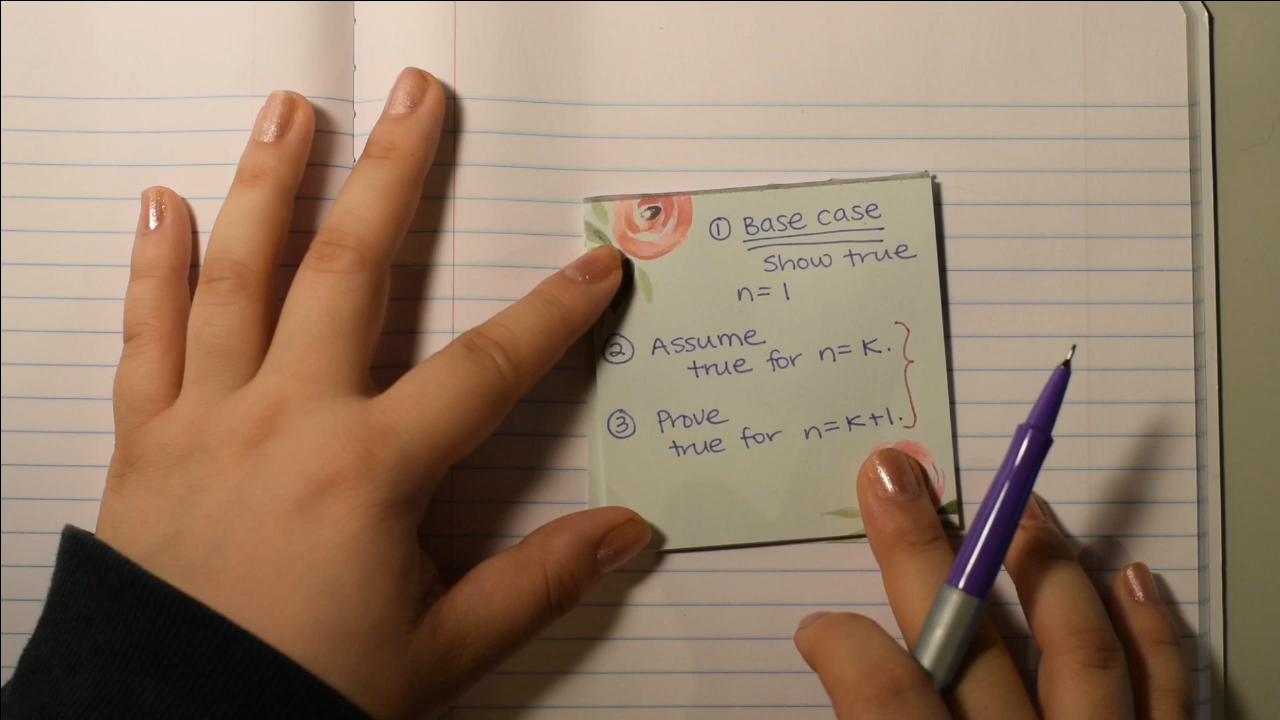 ① Base case
show true
n= 1
② Assume
true for n= K.
③ Prove
true for n= K+1.